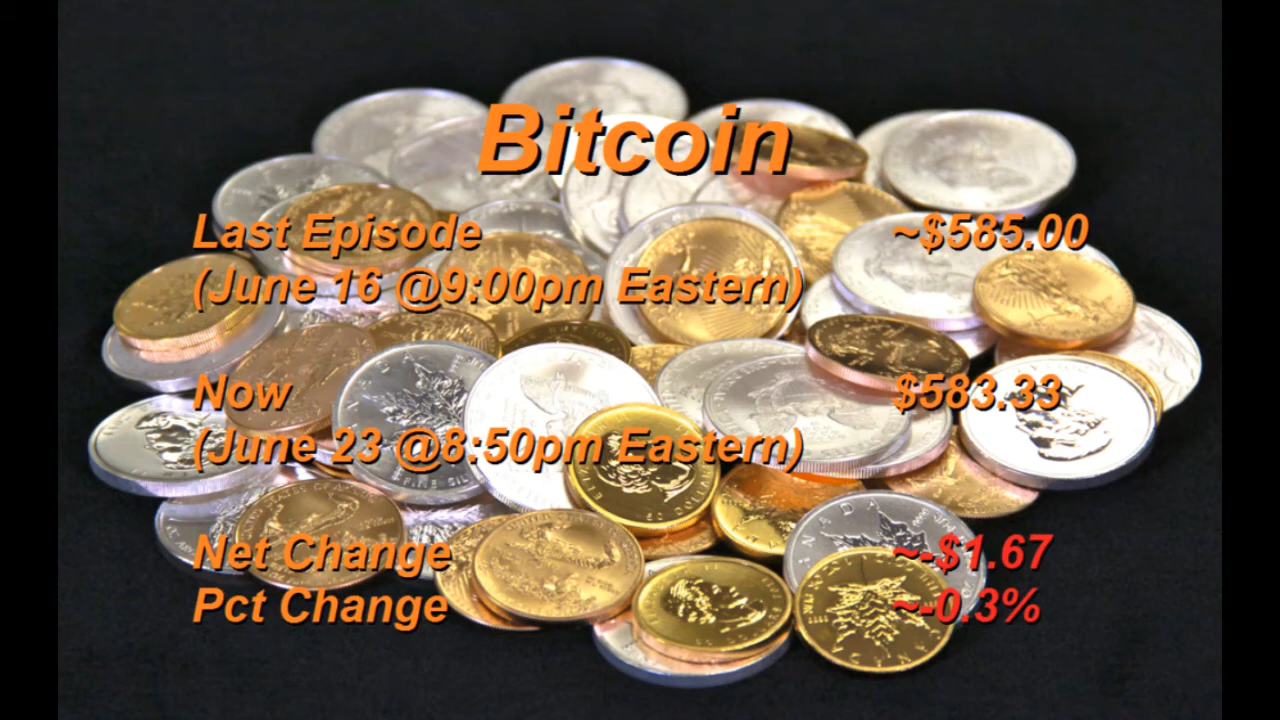 Bitcoin
Last Episode ~$585.00
(June 16 @9:00pm Eastern)
Now $583.33
(June 23 @8:50pm Eastern)
Net Change ~-$1.67
Pct Change ~-0.3%